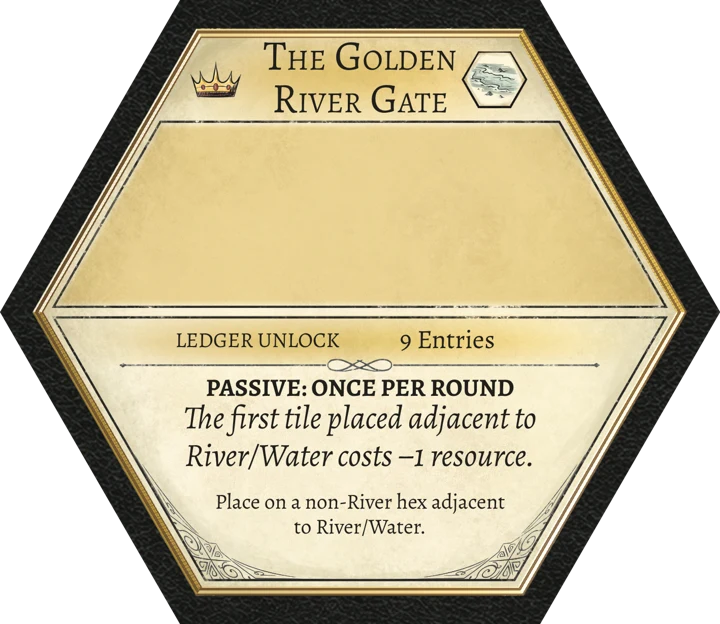 The Golden
River Gate
LEDGER UNLOCK 9 Entries
PASSIVE: ONCE PER ROUND
The first tile placed adjacent to
River/Water costs –1 resource.
Place on a non-River hex adjacent
to River/Water.